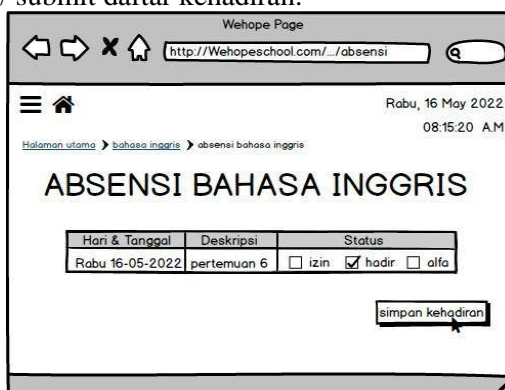 submit daftar kehadiran.
Wehope Page
http://Wehopeschool.com/.../absensi
Rabu, 16 May 2022
08:15:20 A.M
Halaman utama ❯ bahasa inggris ❯ absensi bahasa inggris
ABSENSI BAHASA INGGRIS
Hari & Tanggal Deskripsi Status
Rabu 16-05-2022 pertemuan 6 izin hadir alfa
simpan kehadiran